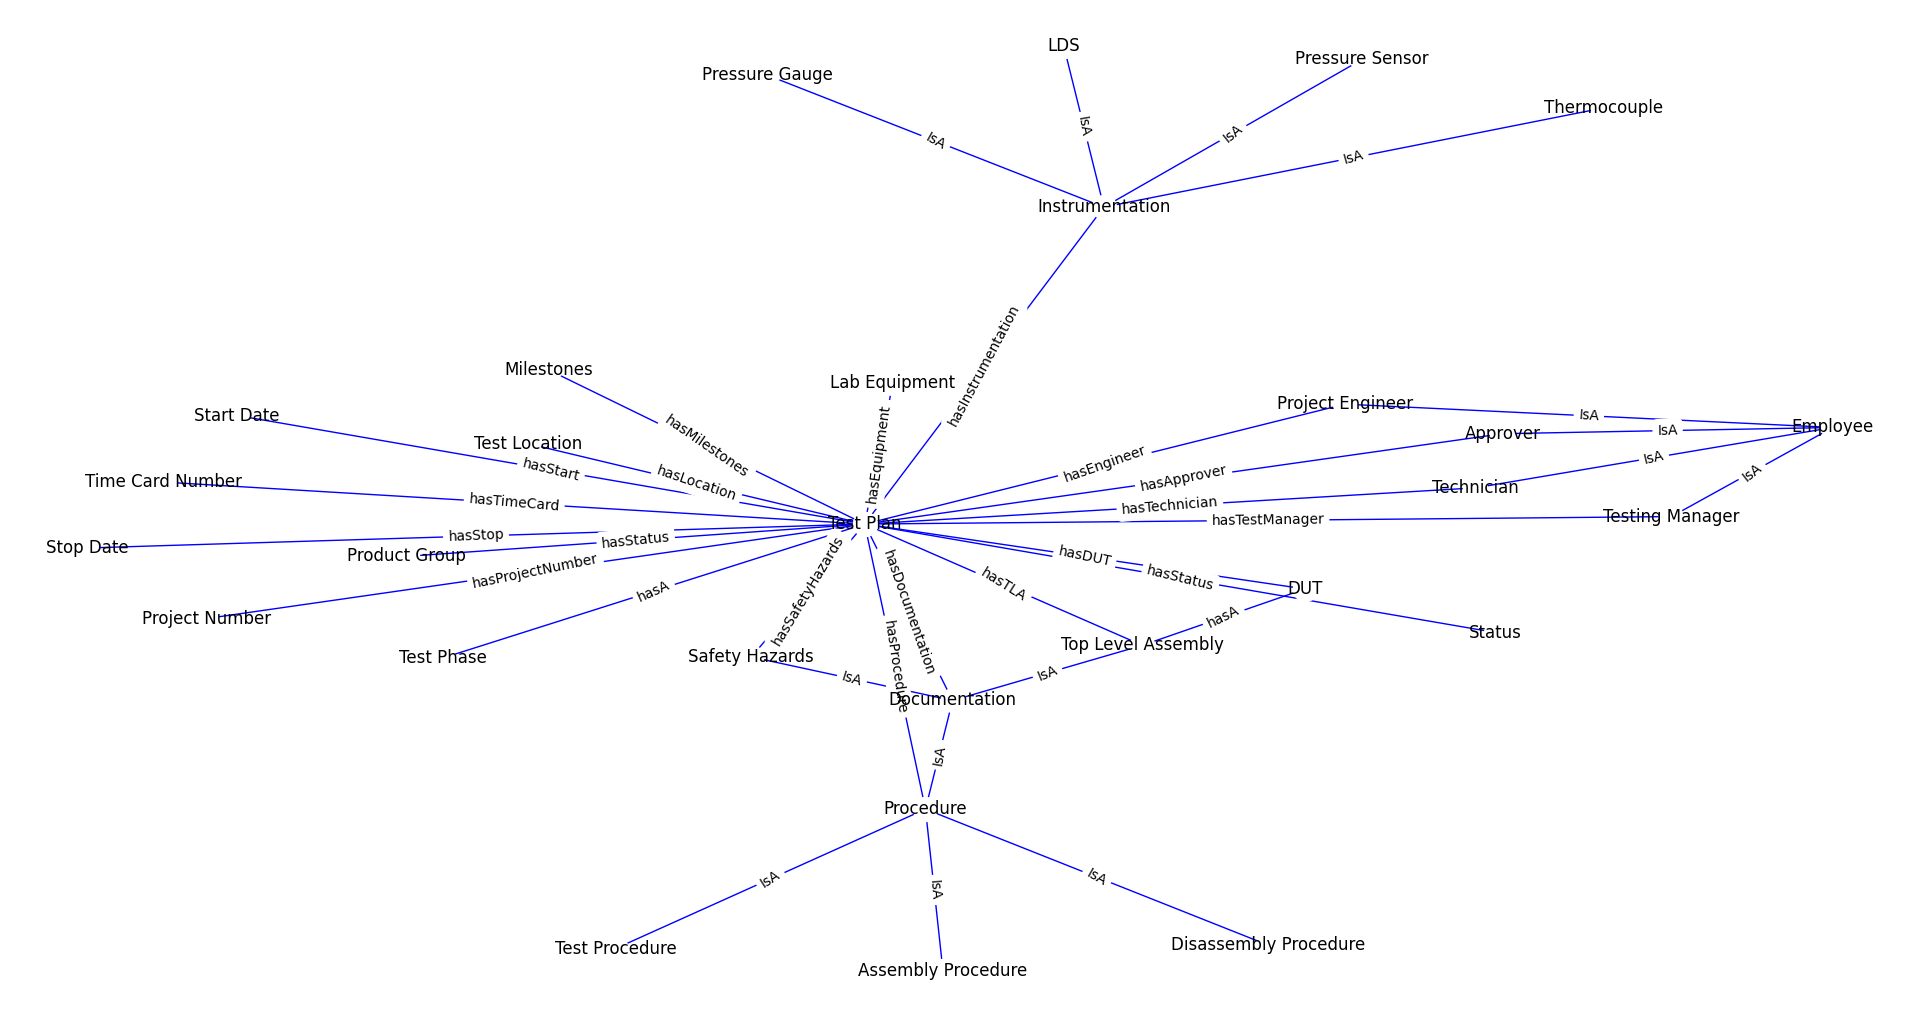 LDS
Pressure Sensor
Pressure Gauge
Thermocouple
IsA
IsA
IsA
IsA
Instrumentation
hasInstrumentation
Milestones
Lab Equipment
Project Engineer
Start Date
IsA
Employee
Approver
IsA
Test Location
hasMilestones
hasEquipment
hasEngineer
IsA
hasStart
hasLocation
hasApprover
IsA
Time Card Number
Technician
hasTimeCard
hasTechnician
Testing Manager
hasTestManager
Test Plan
hasStop
hasStatus
Stop Date
Product Group
hasDUT
hasProjectNumber
hasStatus
hasTLA
hasA
DUT
hasSafetyHazards
hasDocumentation
Project Number
hasA
Status
Top Level Assembly
Test Phase
Safety Hazards
hasProcedure
IsA
IsA
Documentation
IsA
Procedure
IsA
IsA
IsA
Test Procedure
Disassembly Procedure
Assembly Procedure